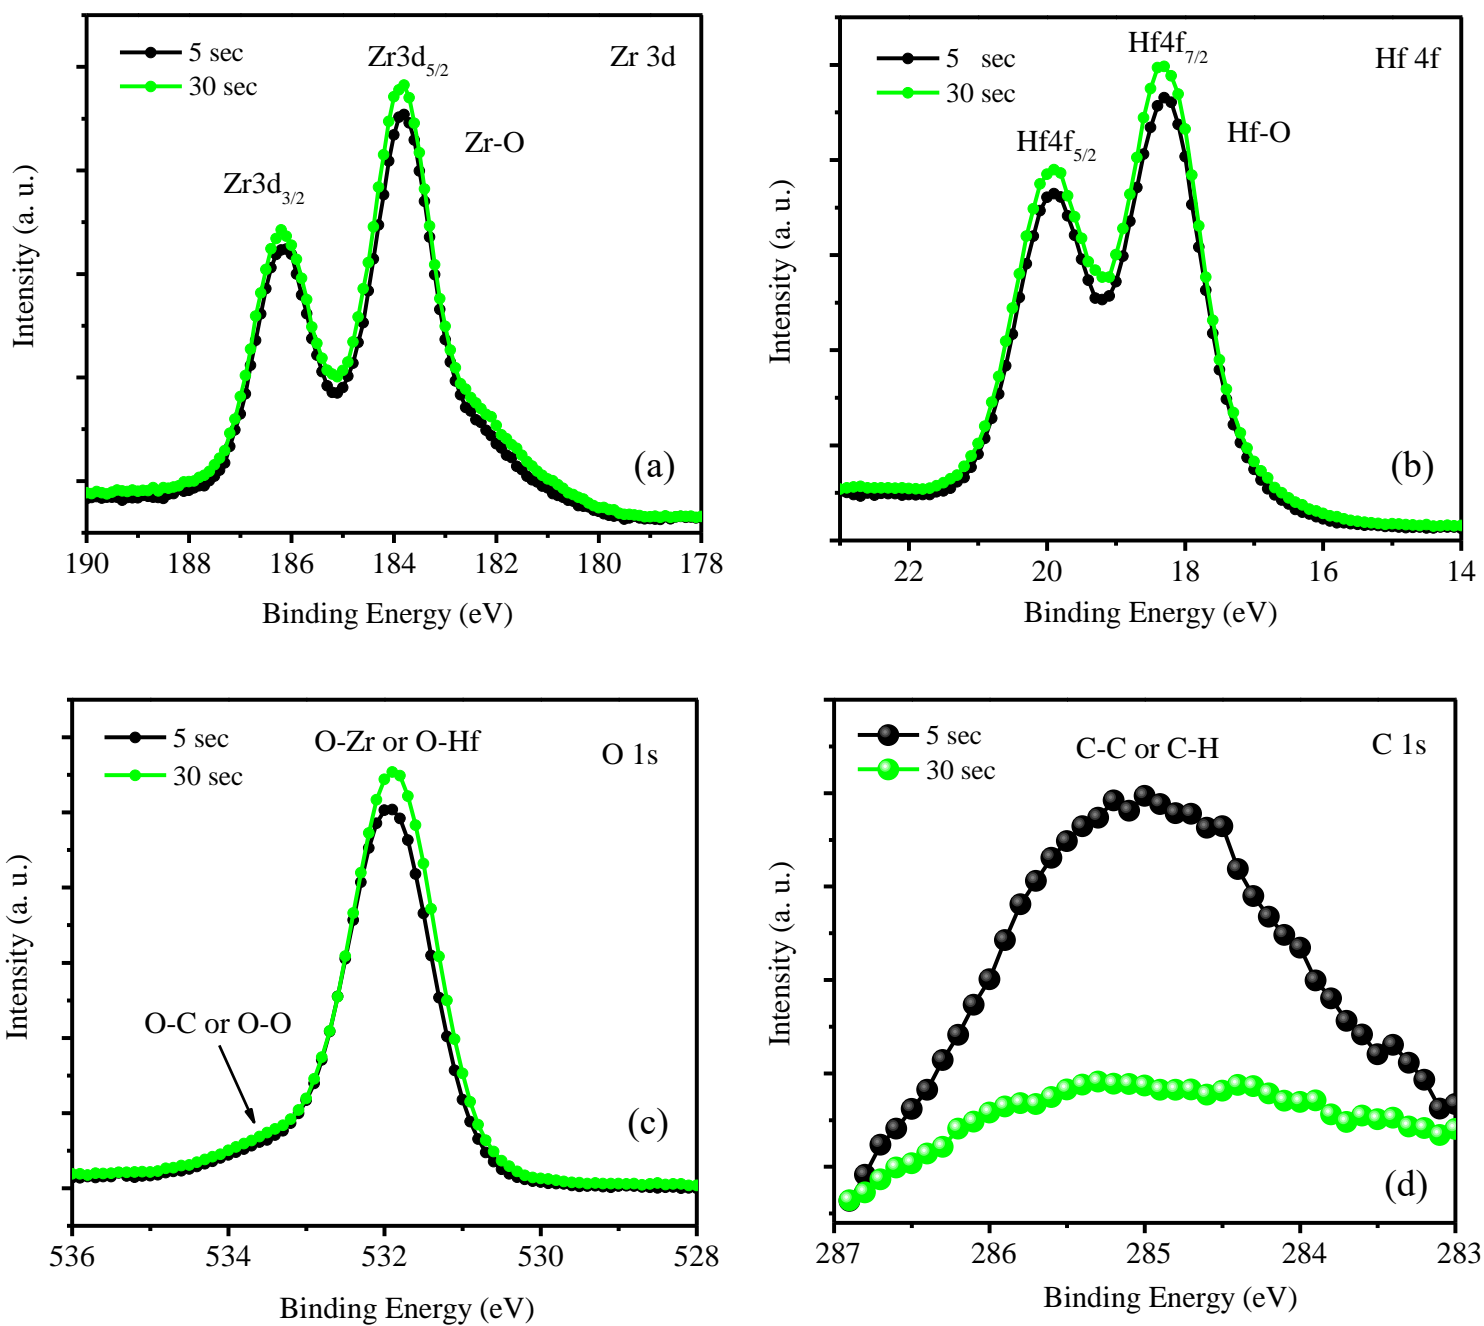 5 sec
30 sec
Zr3d5/2
Zr 3d
Zr-O
Zr3d3/2
Intensity (a. u.)
(a)
190 188 186 184 182 180 178
Binding Energy (eV)
5 sec
30 sec
Hf4f7/2
Hf 4f
Hf-O
Hf4f5/2
Intensity (a. u.)
(b)
22 20 18 16 14
Binding Energy (eV)
5 sec
30 sec
O-Zr or O-Hf
O 1s
O-C or O-O
Intensity (a. u.)
(c)
536 534 532 530 528
Binding Energy (eV)
5 sec
30 sec
C-C or C-H
C 1s
Intensity (a. u.)
(d)
287 286 285 284 283
Binding Energy (eV)